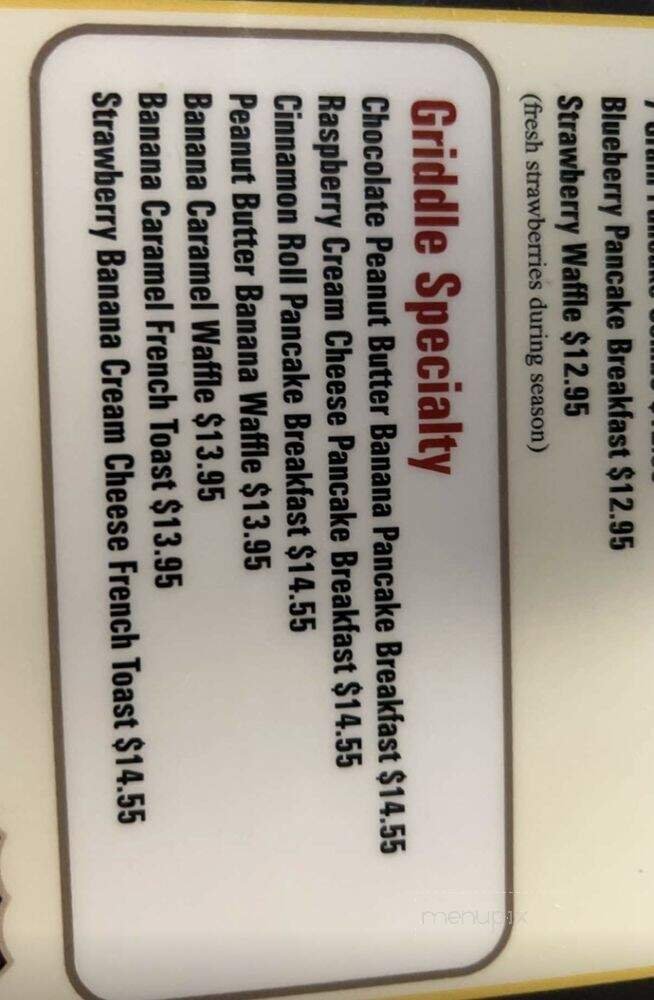 Blueberry Pancake Breakfast $12.95
Strawberry Waffle $12.95
(fresh strawberries during season)
Griddle Specialty
Chocolate Peanut Butter Banana Pancake Breakfast $14.55
Raspberry Cream Cheese Pancake Breakfast $14.55
Cinnamon Roll Pancake Breakfast $14.55
Peanut Butter Banana Waffle $13.95
Banana Caramel Waffle $13.95
Banana Caramel French Toast $13.95
Strawberry Banana Cream Cheese French Toast $14.55
menupix